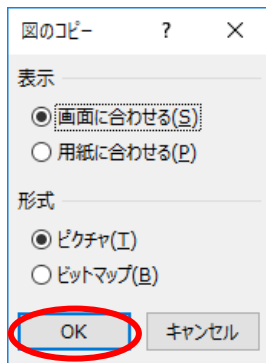 図のコピー ? ×
表示
画面に合わせる(S)
用紙に合わせる(P)
形式
ピクチャ(T)
ビットマップ(B)
OK キャンセル